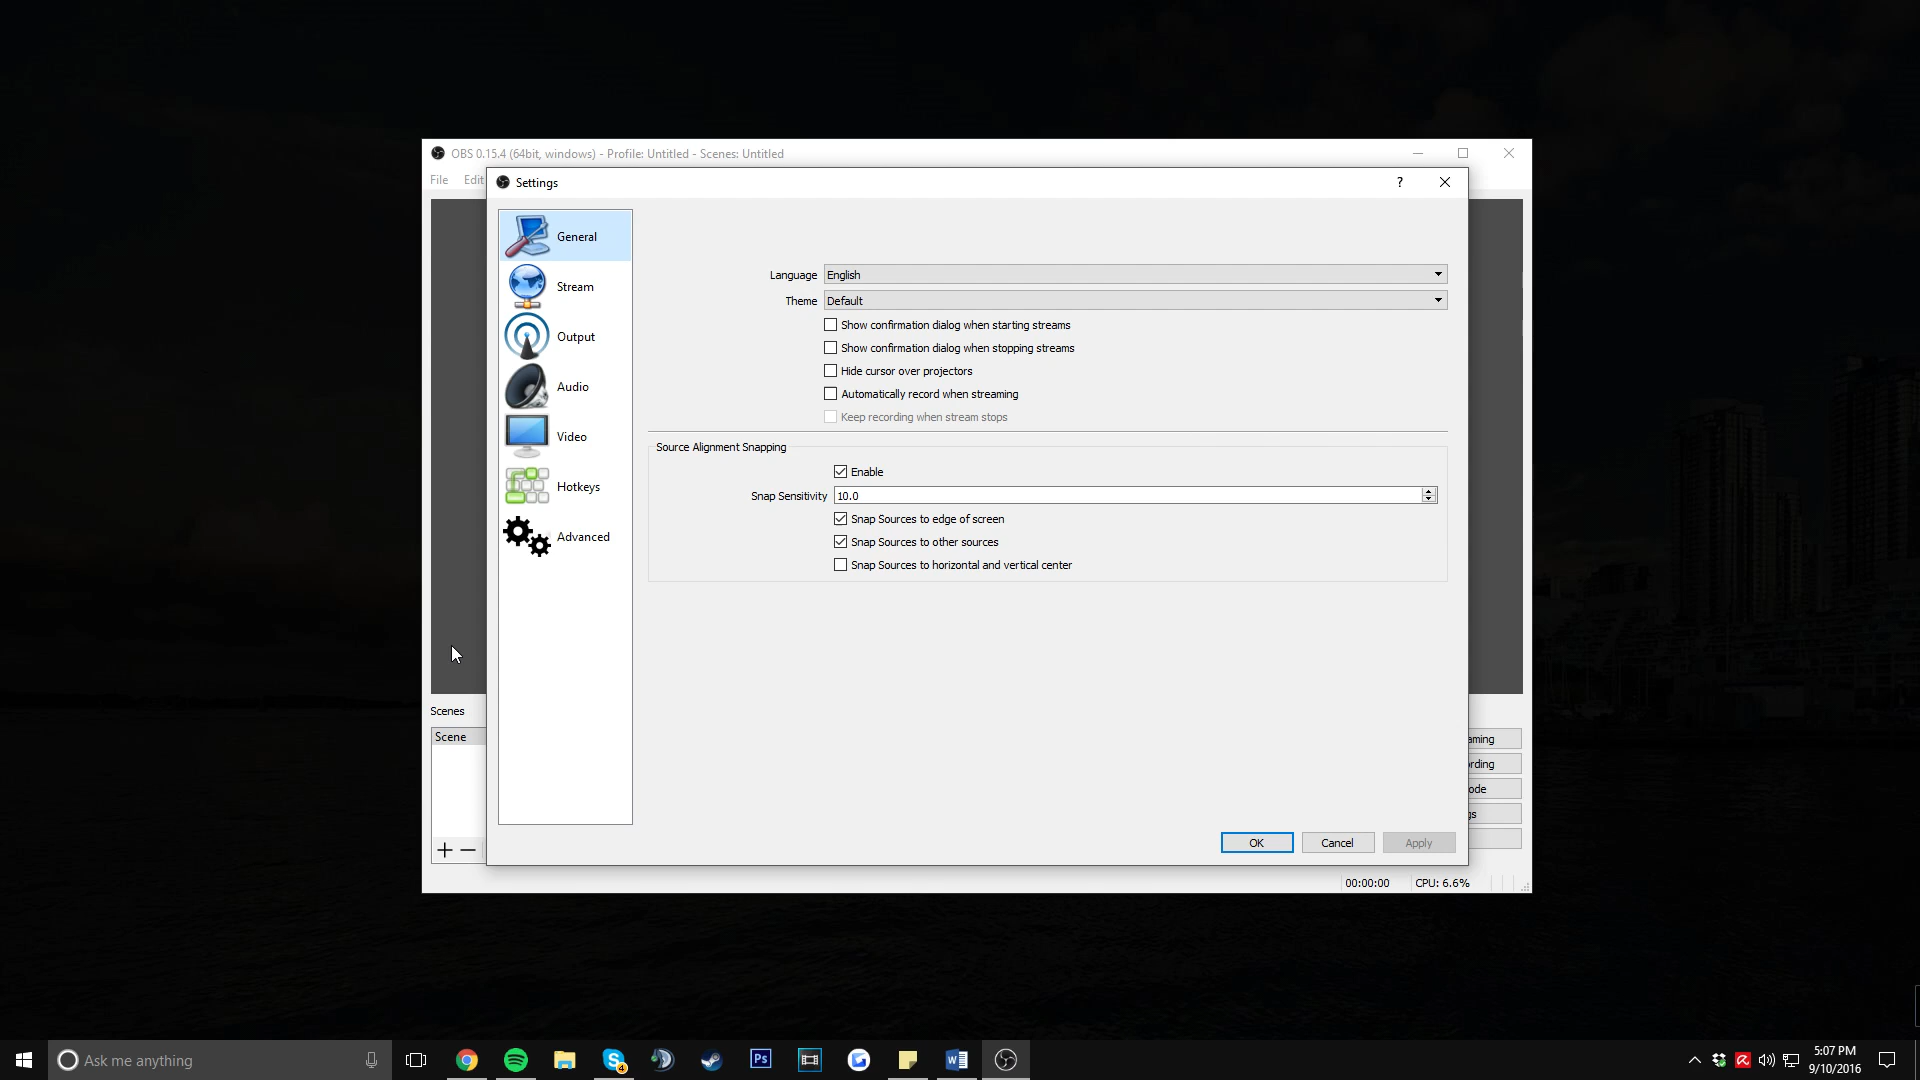 OBS 0.15.4 (64bit, windows) - Profile: Untitled - Scenes: Untitled
File Edit
Settings
?
General
Stream
Output
Audio
Video
Hotkeys
Advanced
Language English
Theme Default
Show confirmation dialog when starting streams
Show confirmation dialog when stopping streams
Hide cursor over projectors
Automatically record when streaming
Keep recording when stream stops
Source Alignment Snapping
Enable
Snap Sensitivity 10.0
Snap Sources to edge of screen
Snap Sources to other sources
Snap Sources to horizontal and vertical center
Scenes
Scene
aming
rding
ode
gs
OK Cancel Apply
00:00:00 CPU: 6.6%
Ask me anything
4
Ps
5:07 PM
9/10/2016